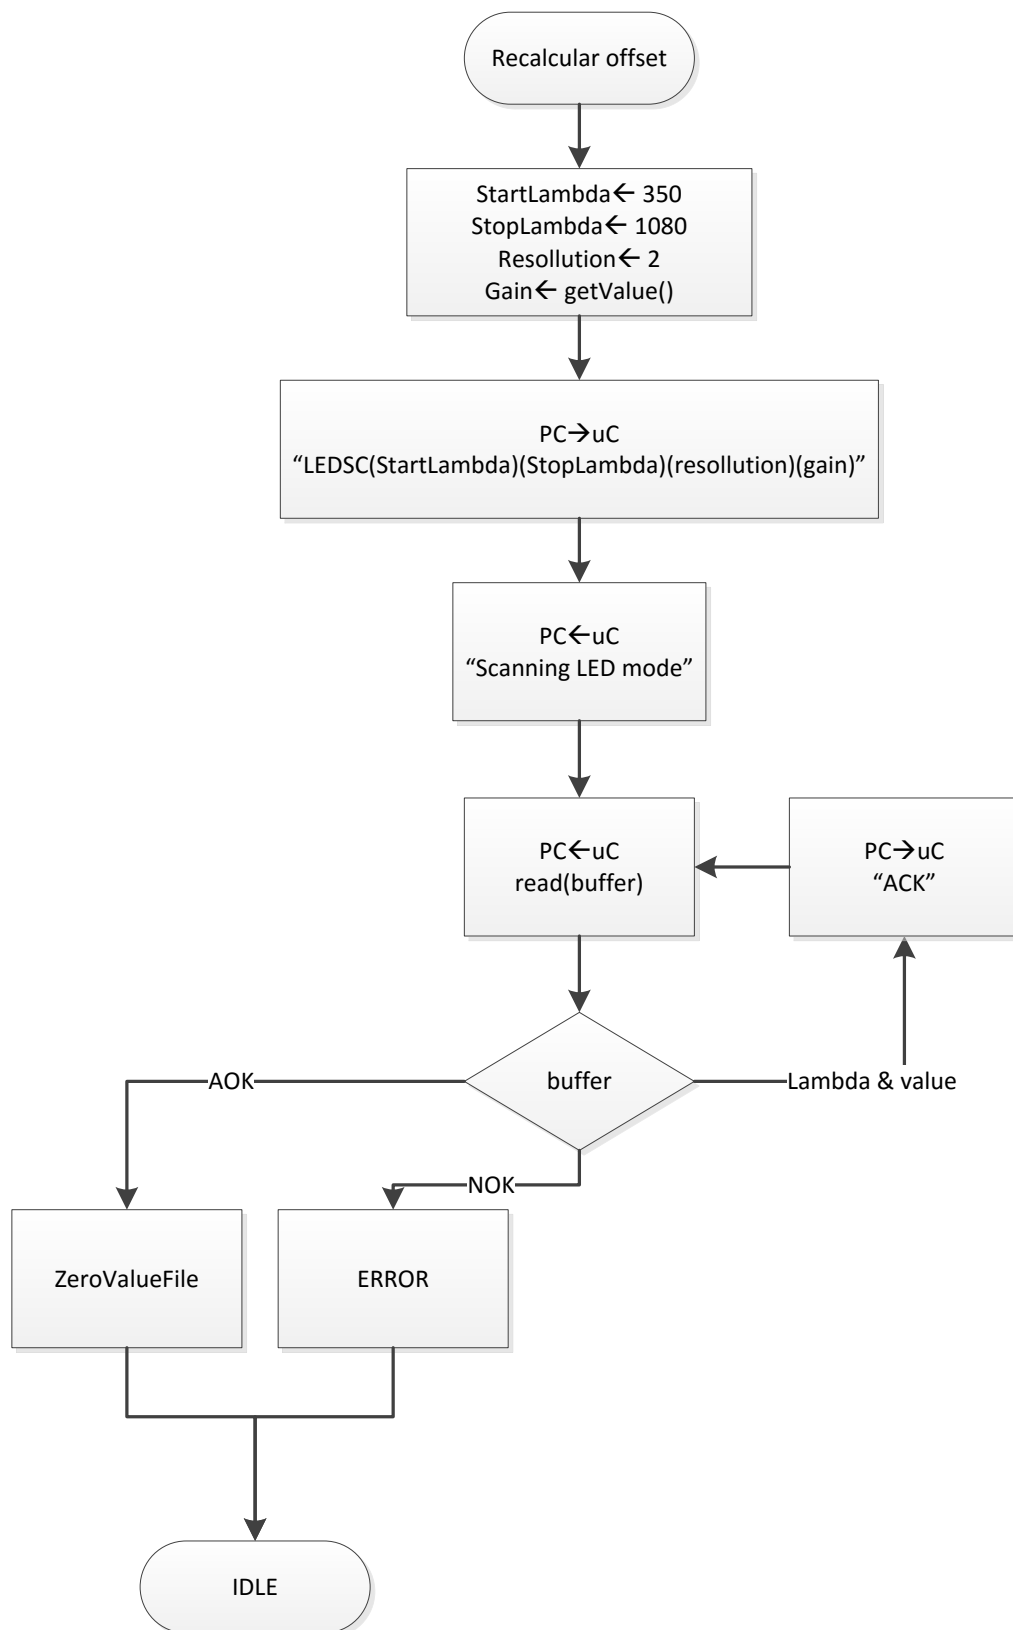 Recalcular offset
StartLambda← 350
StopLambda← 1080
Resollution← 2
Gain← getValue()
PC→uC
“LEDSC(StartLambda)(StopLambda)(resollution)(gain)”
PC←uC
“Scanning LED mode”
PC←uC
read(buffer)
PC→uC
“ACK”
buffer
AOK
Lambda & value
NOK
ZeroValueFile
ERROR
IDLE